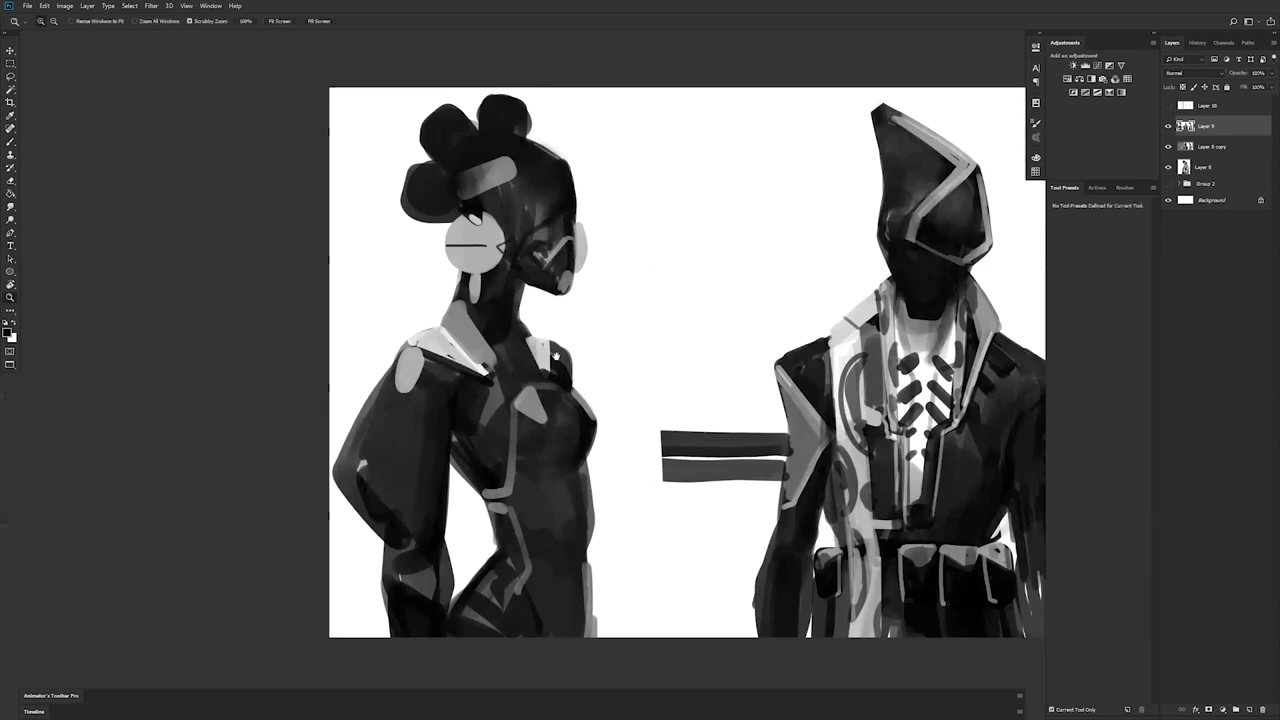 Ps File Edit Image Layer Type Select Filter 3D View Window Help
Resize Windows to Fit Zoom All Windows Scrubby Zoom 100% Fit Screen Fill Screen
Adjustments
Add an adjustment
Tool Presets Actions Brushes
No Tool Presets Defined for Current Tool.
Current Tool Only
Layers History Channels Paths
Kind
Normal Opacity: 100%
Lock: Fill: 100%
Layer 10
Layer 9
Layer 8 copy
Layer 8
Group 2
Background
Animator's Toolbar Pro
Timeline